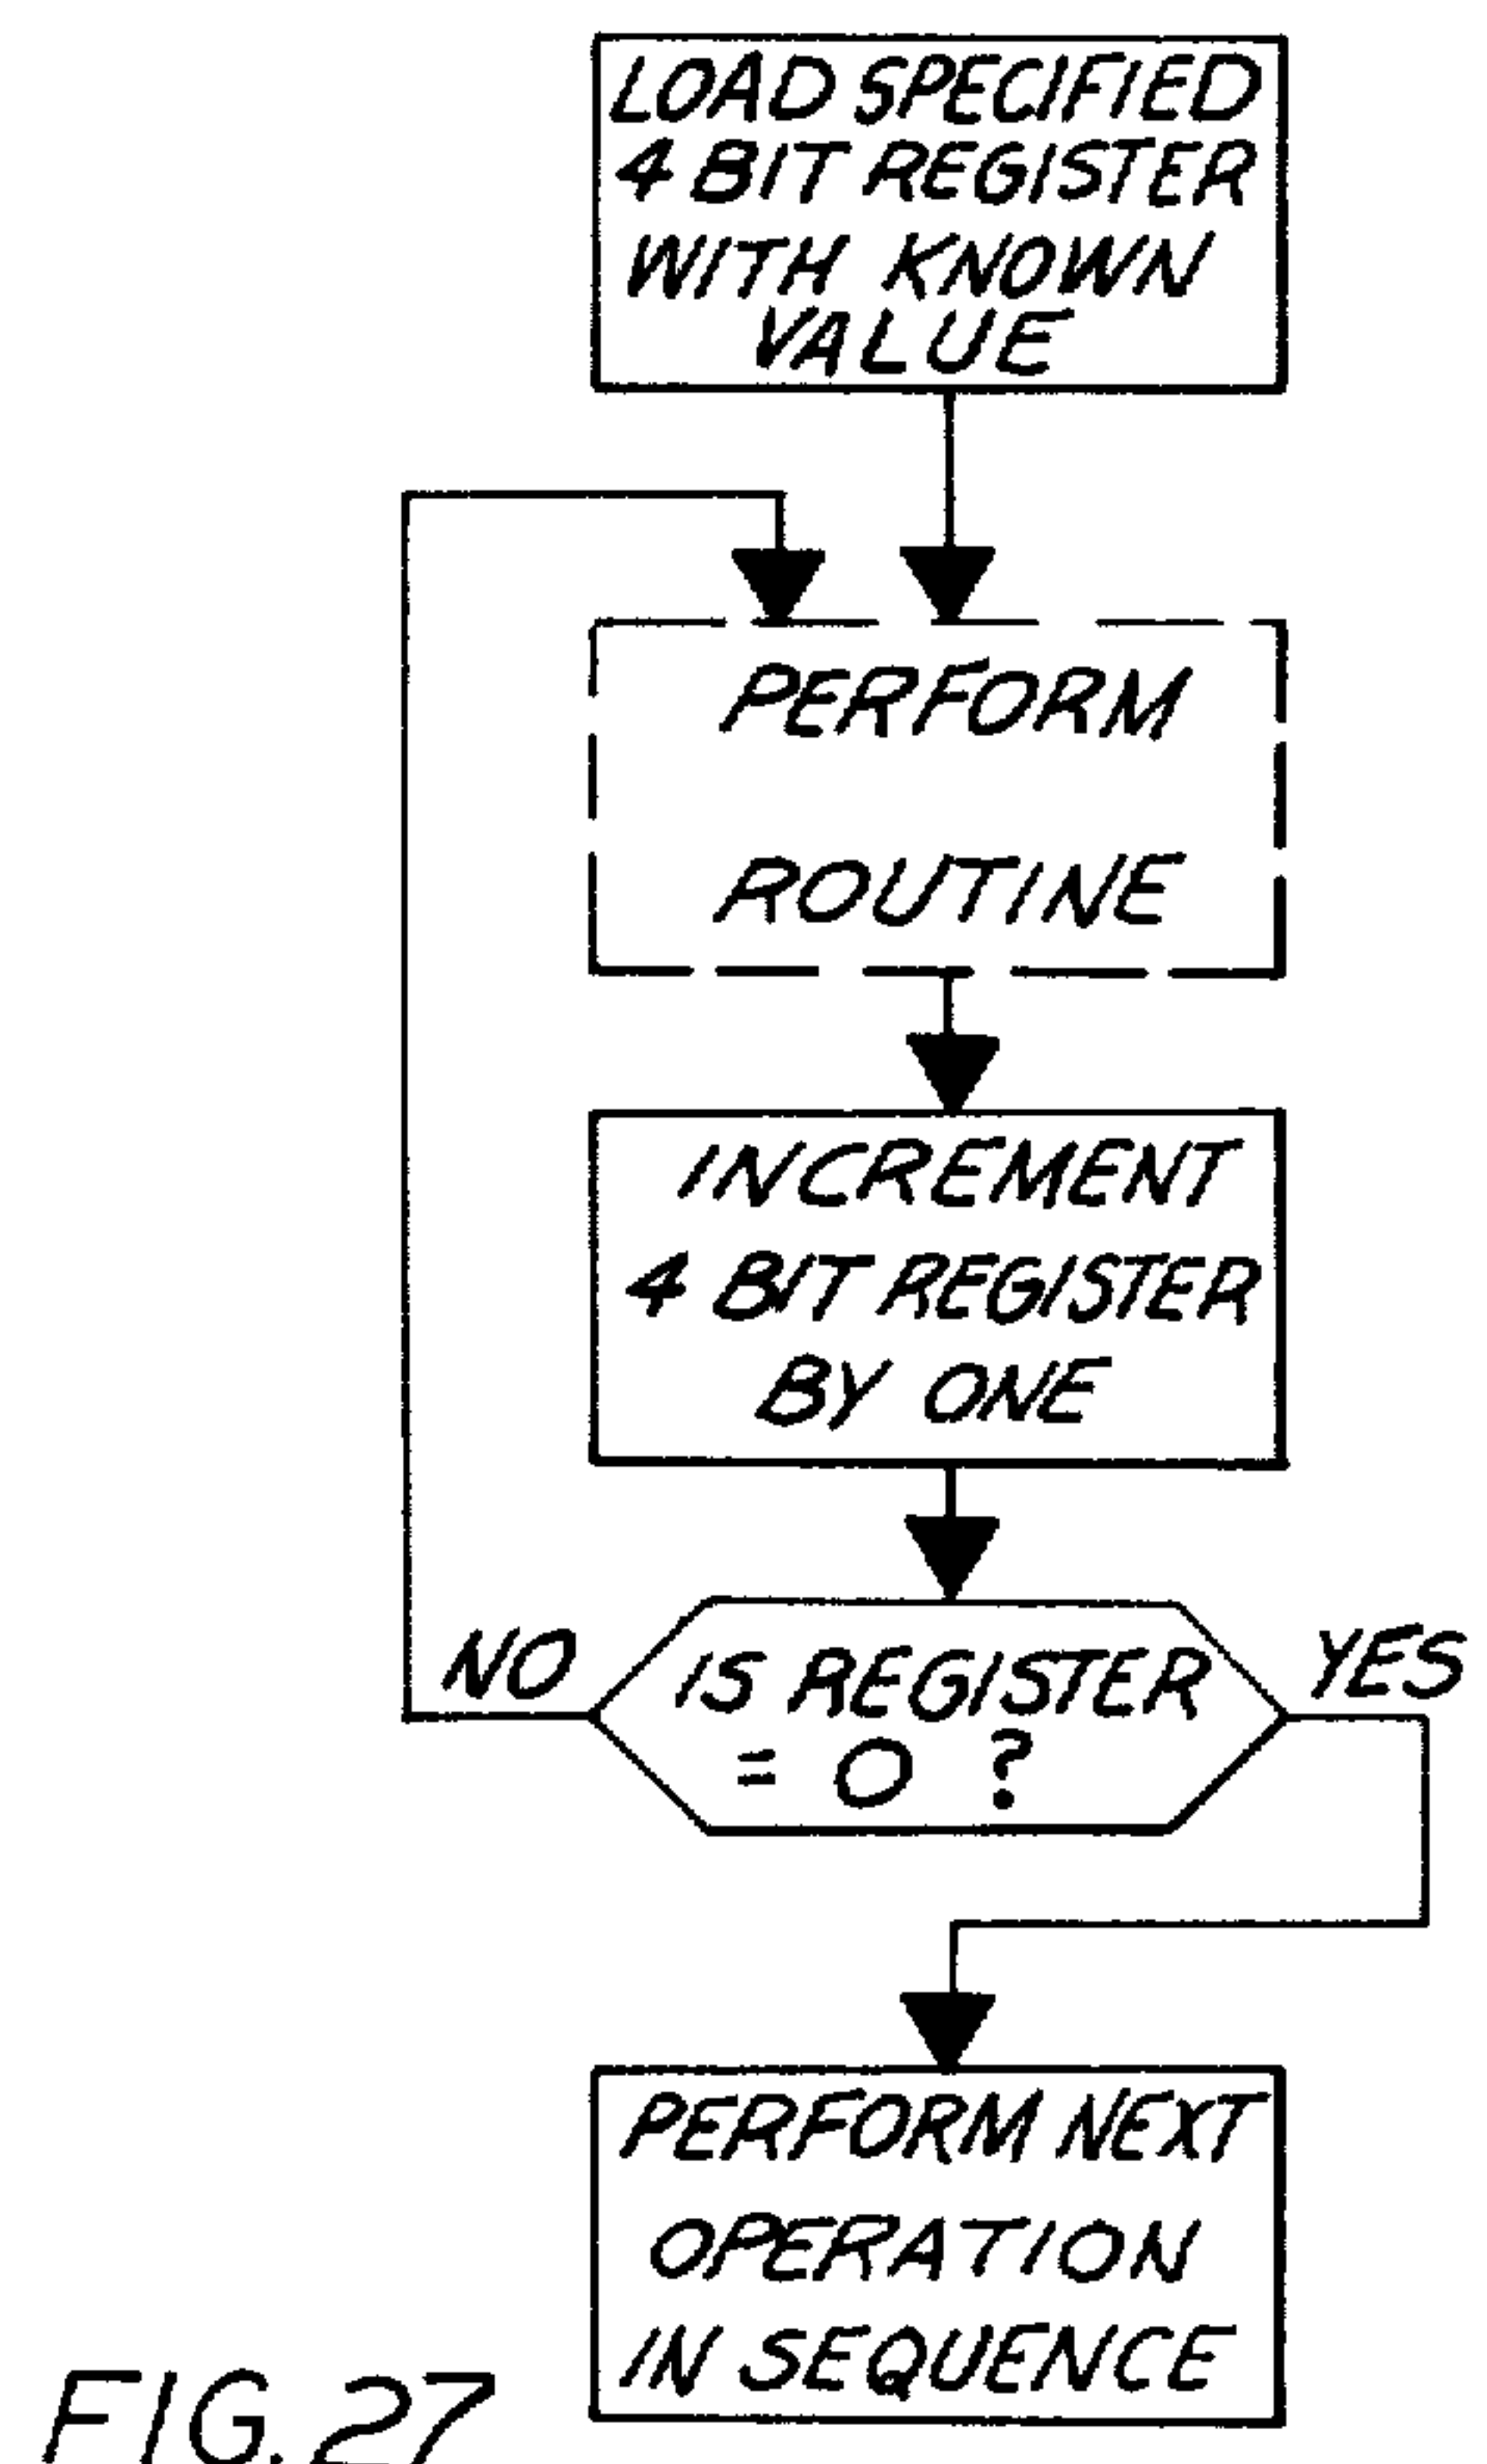 LOAD SPECIFIED
4 BIT REGISTER
WITH KNOWN
VALUE
PERFORM
ROUTINE
INCREMENT
4 BIT REGISTER
BY ONE
NO
IS REGISTER
= 0 ?
YES
PERFORM NEXT
OPERATION
IN SEQUENCE
FIG. 27